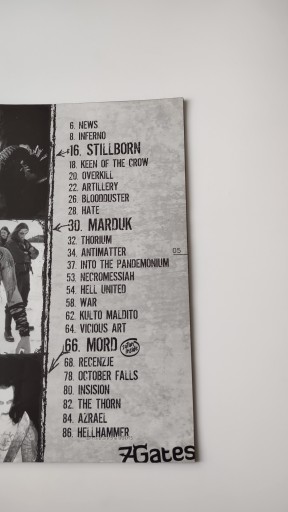 6. NEWS
8. INFERNO
16. STILLBORN
18. KEEN OF THE CROW
20. OVERKILL
22. ARTILLERY
26. BLOODDUSTER
28. HATE
30. MARDUK
32. THORIUM
34. ANTIMATTER
05
37. INTO THE PANDEMONIUM
53. NECROMESSIAH
54. HELL UNITED
58. WAR
62. KULTO MALDITO
64. VICIOUS ART
66. MORD
68. RECENZJE
78. OCTOBER FALLS
80. INSISION
82. THE THORN
84. AZRAEL
86. HELLHAMMER
7Gates